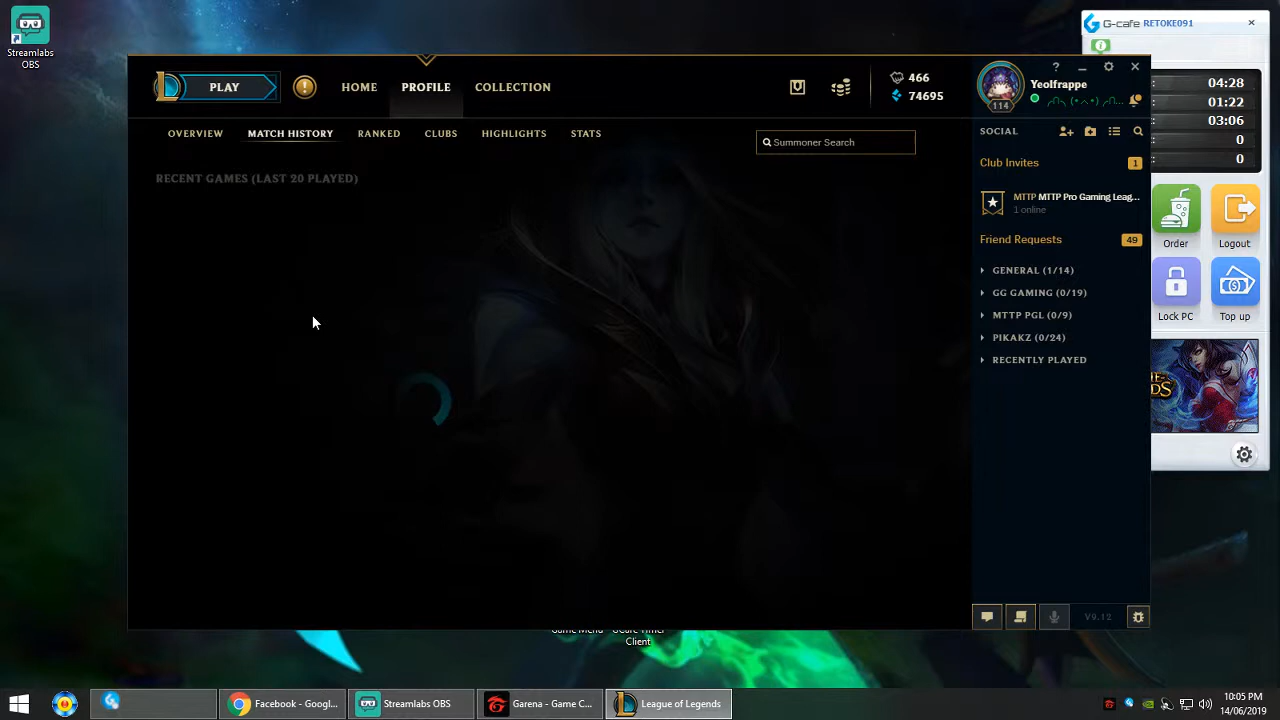 Streamlabs
OBS
G-cafe RETOKE091
04:28
01:22
03:06
0
0
Order
Logout
Lock PC
Top up
PLAY
HOME
PROFILE
COLLECTION
466
74695
114
Yeolfrappe
OVERVIEW
MATCH HISTORY
RANKED
CLUBS
HIGHLIGHTS
STATS
Summoner Search
RECENT GAMES (LAST 20 PLAYED)
SOCIAL
Club Invites
1
MTTP MTTP Pro Gaming Leag...
1 online
Friend Requests
49
GENERAL (1/14)
GG GAMING (0/19)
MTTP PGL (0/9)
PIKAKZ (0/24)
RECENTLY PLAYED
V9.12
Client
Facebook - Googl...
Streamlabs OBS
Garena - Game C...
League of Legends
10:05 PM
14/06/2019